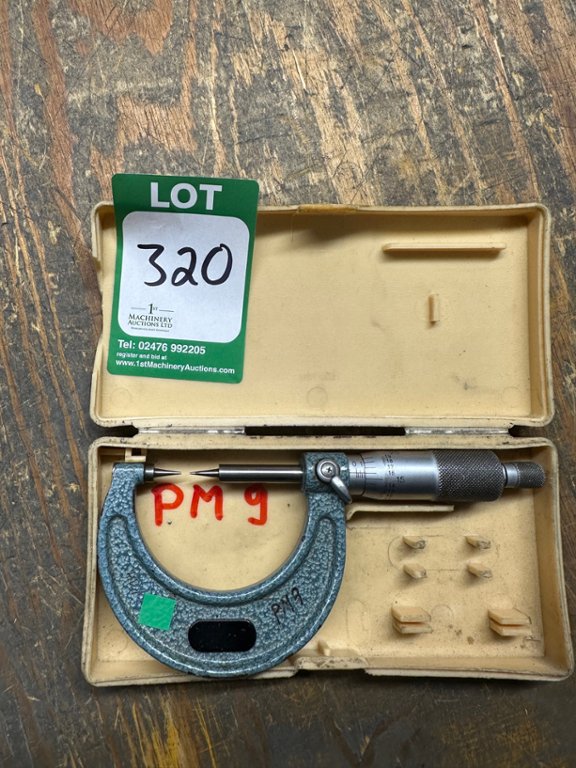 LOT
320
1ST
MACHINERY
AUCTIONS LTD
Tel: 02476 992205
register and bid at
www.1stMachineryAuctions.com
PM 9
PM9